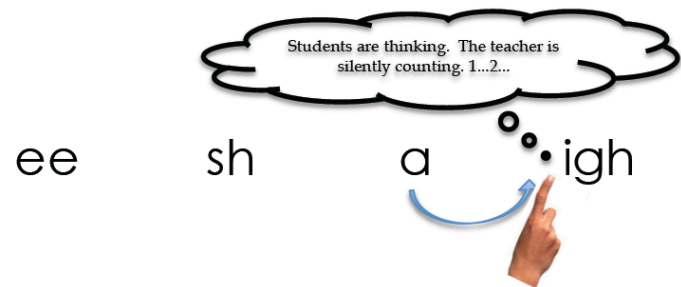 Students are thinking. The teacher is
silently counting. 1...2...
ee sh a igh